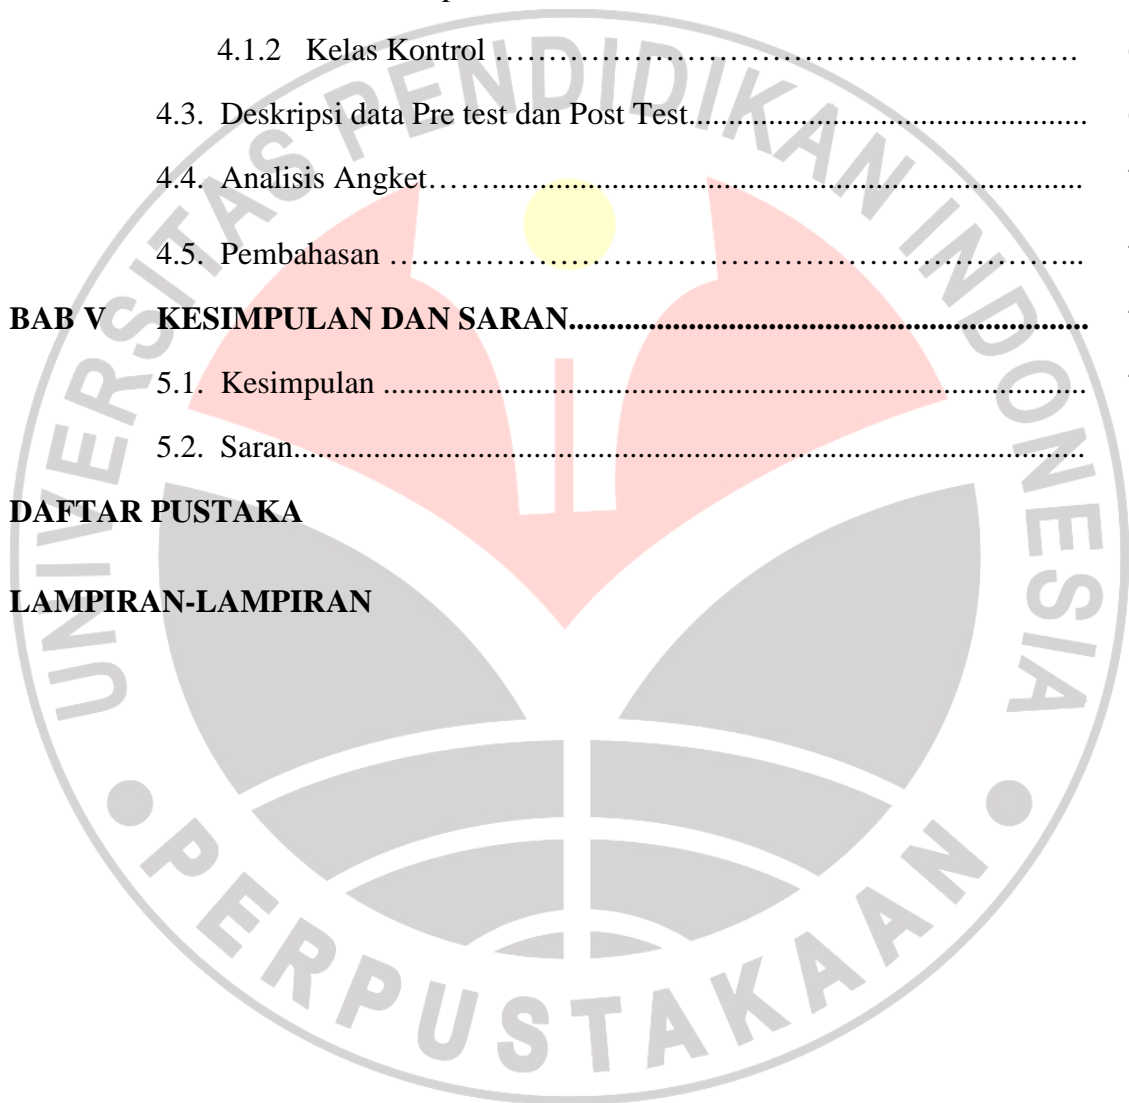 4.1.2 Kelas Kontrol ……………………………………………………….
4.3. Deskripsi data Pre test dan Post Test..................................................
4.4. Analisis Angket……..........................................................................
4.5. Pembahasan …………………………………………………………………...
BAB V KESIMPULAN DAN SARAN.................................................................
5.1. Kesimpulan ........................................................................................
5.2. Saran...................................................................................................
DAFTAR PUSTAKA
LAMPIRAN-LAMPIRAN
UNIVERSITAS PENDIDIKAN INDONESIA
PERPUSTAKAAN